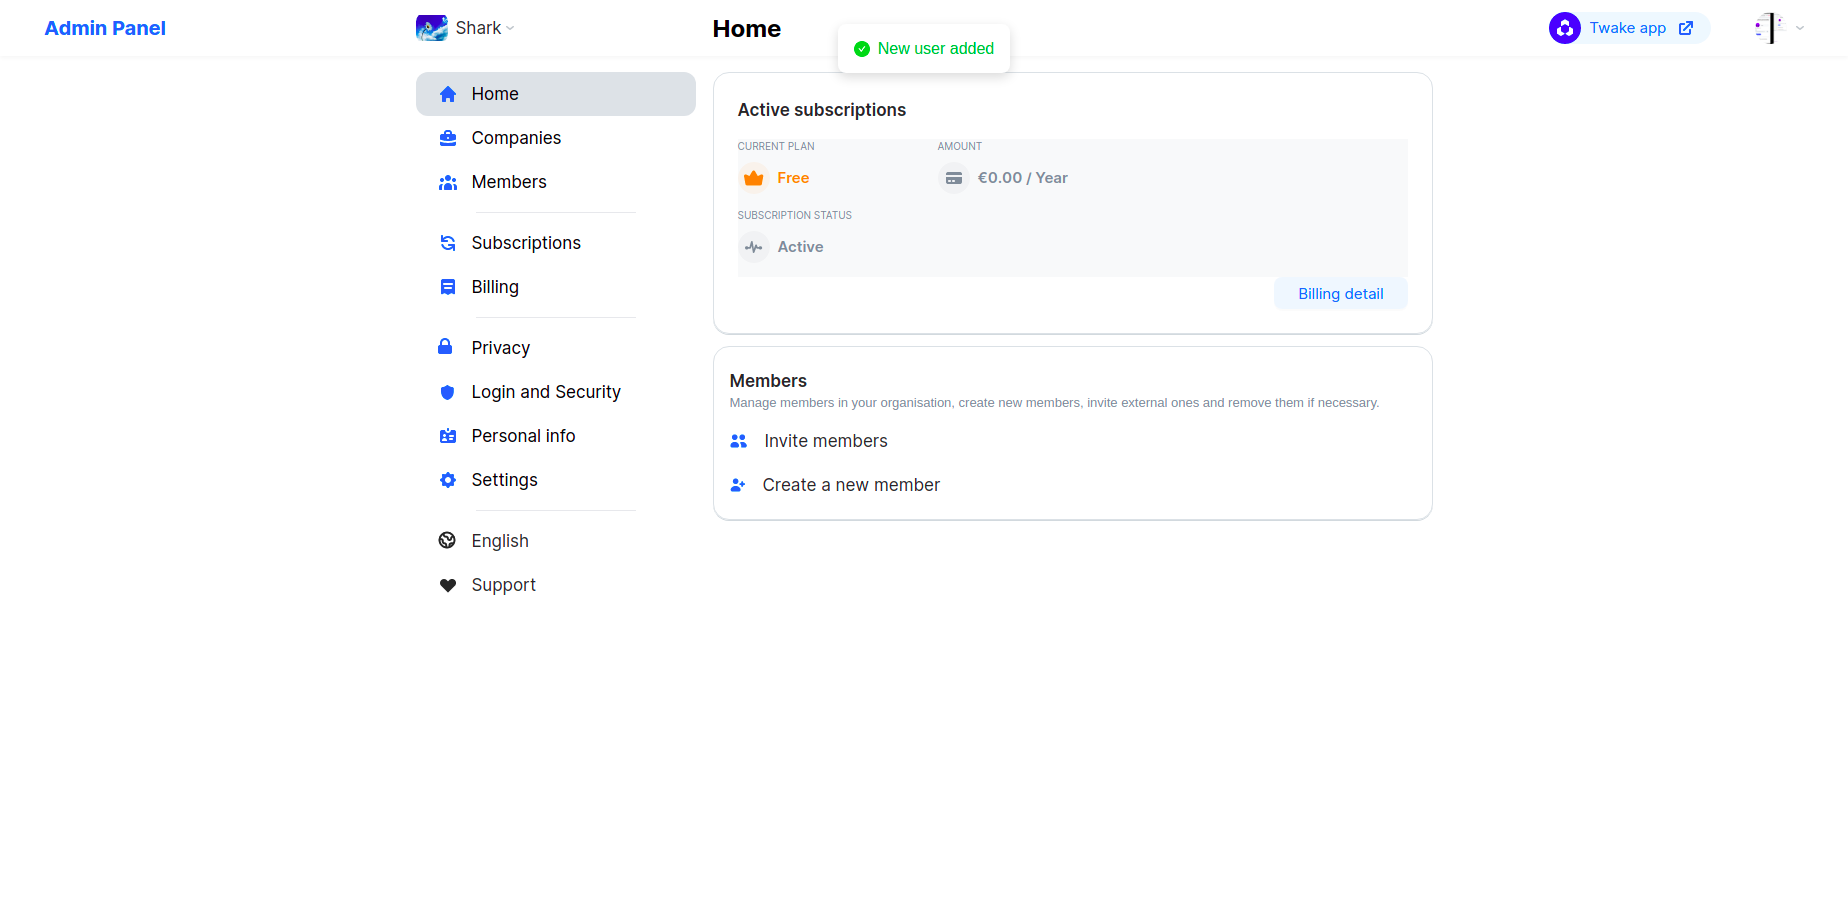 Admin Panel
Shark
Home
New user added
Twake app
Home
Companies
Members
Subscriptions
Billing
Privacy
Login and Security
Personal info
Settings
English
Support
Active subscriptions
CURRENT PLAN
AMOUNT
Free
€0.00 / Year
SUBSCRIPTION STATUS
Active
Billing detail
Members
Manage members in your organisation, create new members, invite external ones and remove them if necessary.
Invite members
Create a new member